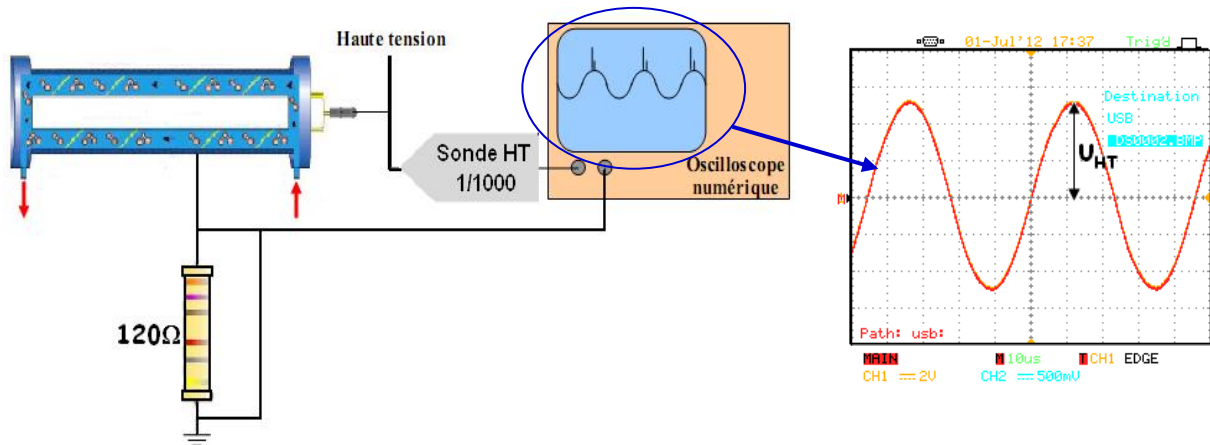 Haute tension
Sonde HT
1/1000
Oscilloscope
numérique
120Ω
01-Jul'12 17:37 Trig'd
Destination
USB
DS0002.BMP
U_HT
M
Path: usb:
MAIN M 10us T CH1 EDGE
CH1 2V CH2 500mV